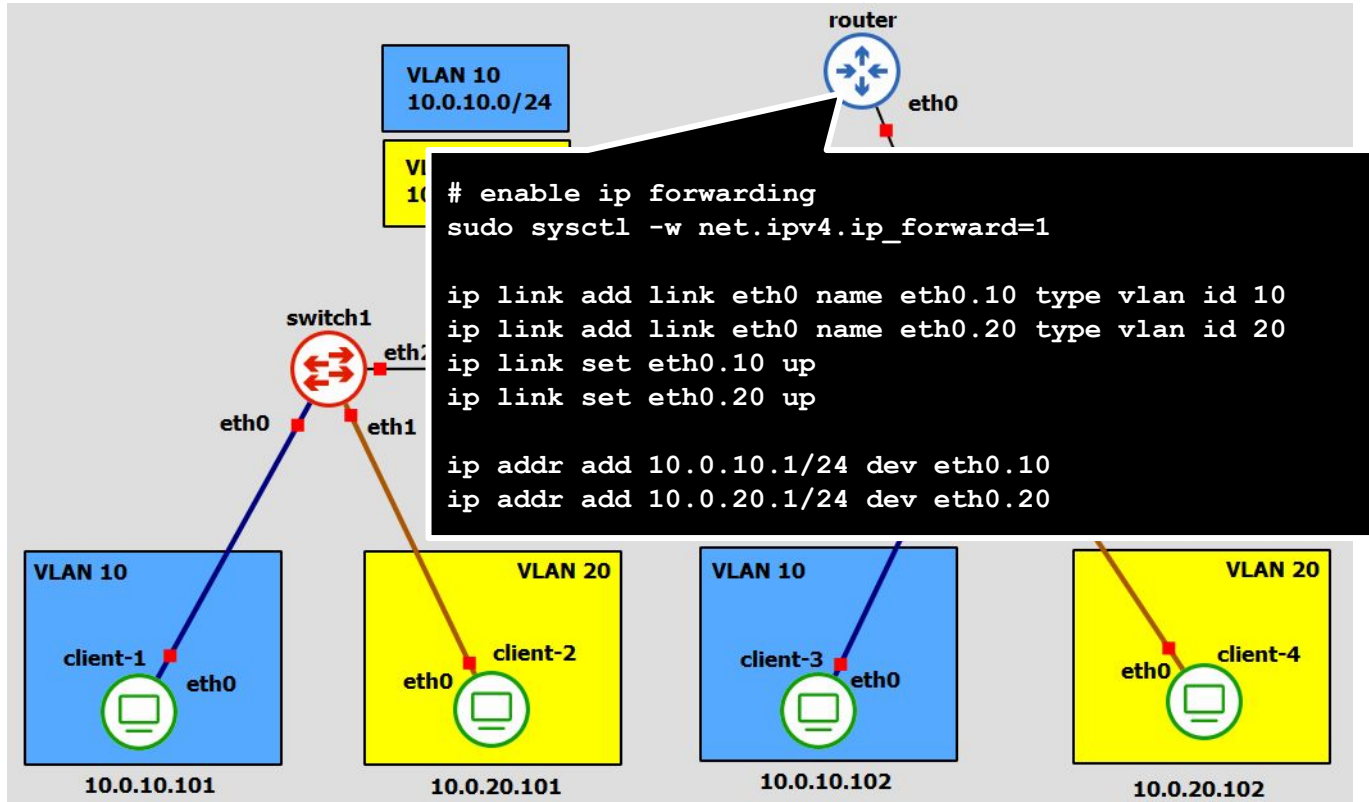 router
VLAN 10
10.0.10.0/24
eth0
# enable ip forwarding
sudo sysctl -w net.ipv4.ip_forward=1
ip link add link eth0 name eth0.10 type vlan id 10
ip link add link eth0 name eth0.20 type vlan id 20
ip link set eth0.10 up
ip link set eth0.20 up
ip addr add 10.0.10.1/24 dev eth0.10
ip addr add 10.0.20.1/24 dev eth0.20
switch1
eth0
eth1
VLAN 10
client-1
eth0
10.0.10.101
VLAN 20
client-2
eth0
10.0.20.101
VLAN 10
client-3
eth0
10.0.10.102
VLAN 20
client-4
eth0
10.0.20.102